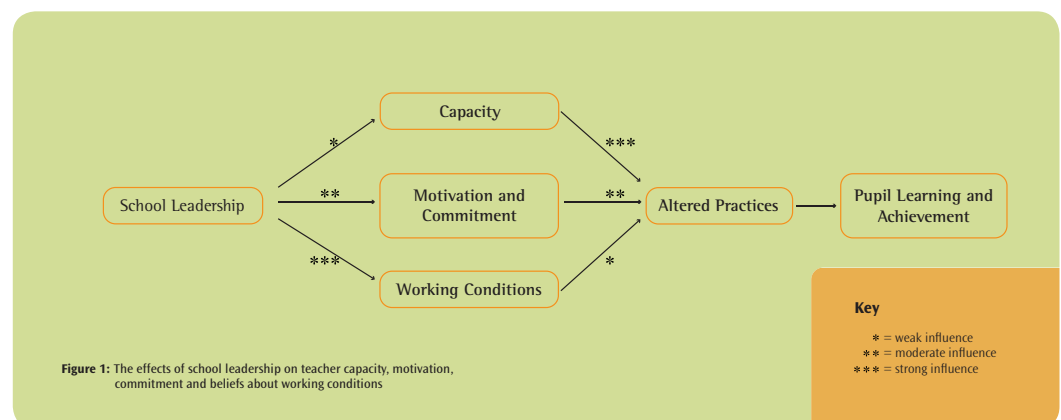 Capacity
*
***
School Leadership
**
Motivation and
Commitment
**
Altered Practices
Pupil Learning and
Achievement
***
*
Working Conditions
Key
* = weak influence
** = moderate influence
*** = strong influence
Figure 1: The effects of school leadership on teacher capacity, motivation,
commitment and beliefs about working conditions